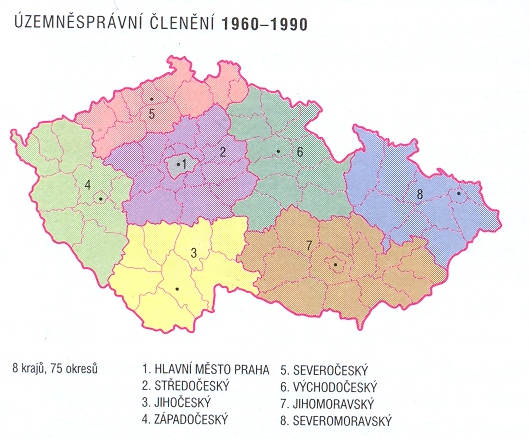 ÚZEMNĚSPRÁVNÍ ČLENĚNÍ 1960–1990
5
1
2
6
4
8
3
7
8 krajů, 75 okresů
1. HLAVNÍ MĚSTO PRAHA
2. STŘEDOČESKÝ
3. JIHOČESKÝ
4. ZÁPADOČESKÝ
5. SEVEROČESKÝ
6. VÝCHODOČESKÝ
7. JIHOMORAVSKÝ
8. SEVEROMORAVSKÝ